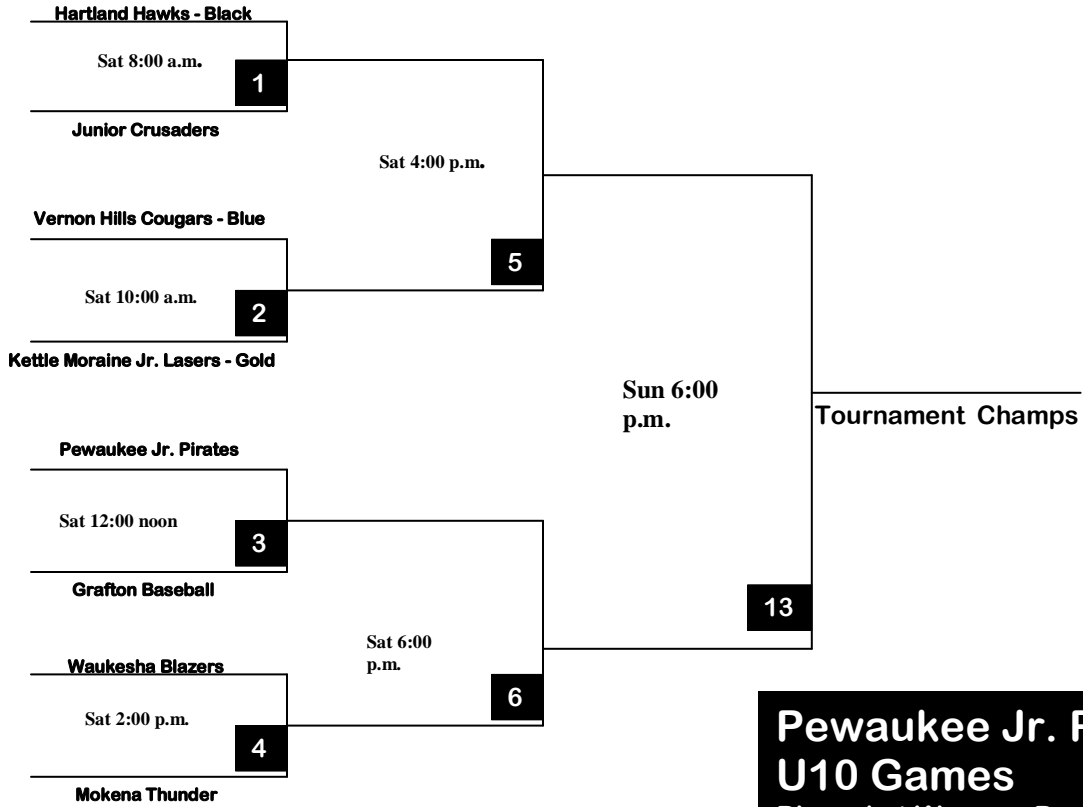 Hartland Hawks - Black
Sat 8:00 a.m.
1
Junior Crusaders
Sat 4:00 p.m.
Vernon Hills Cougars - Blue
5
Sat 10:00 a.m.
2
Kettle Moraine Jr. Lasers - Gold
Sun 6:00
p.m.
Tournament Champs
Pewaukee Jr. Pirates
Sat 12:00 noon
3
Grafton Baseball
13
Sat 6:00
p.m.
Waukesha Blazers
6
Sat 2:00 p.m.
4
Mokena Thunder
Pewaukee Jr.
U10 Games